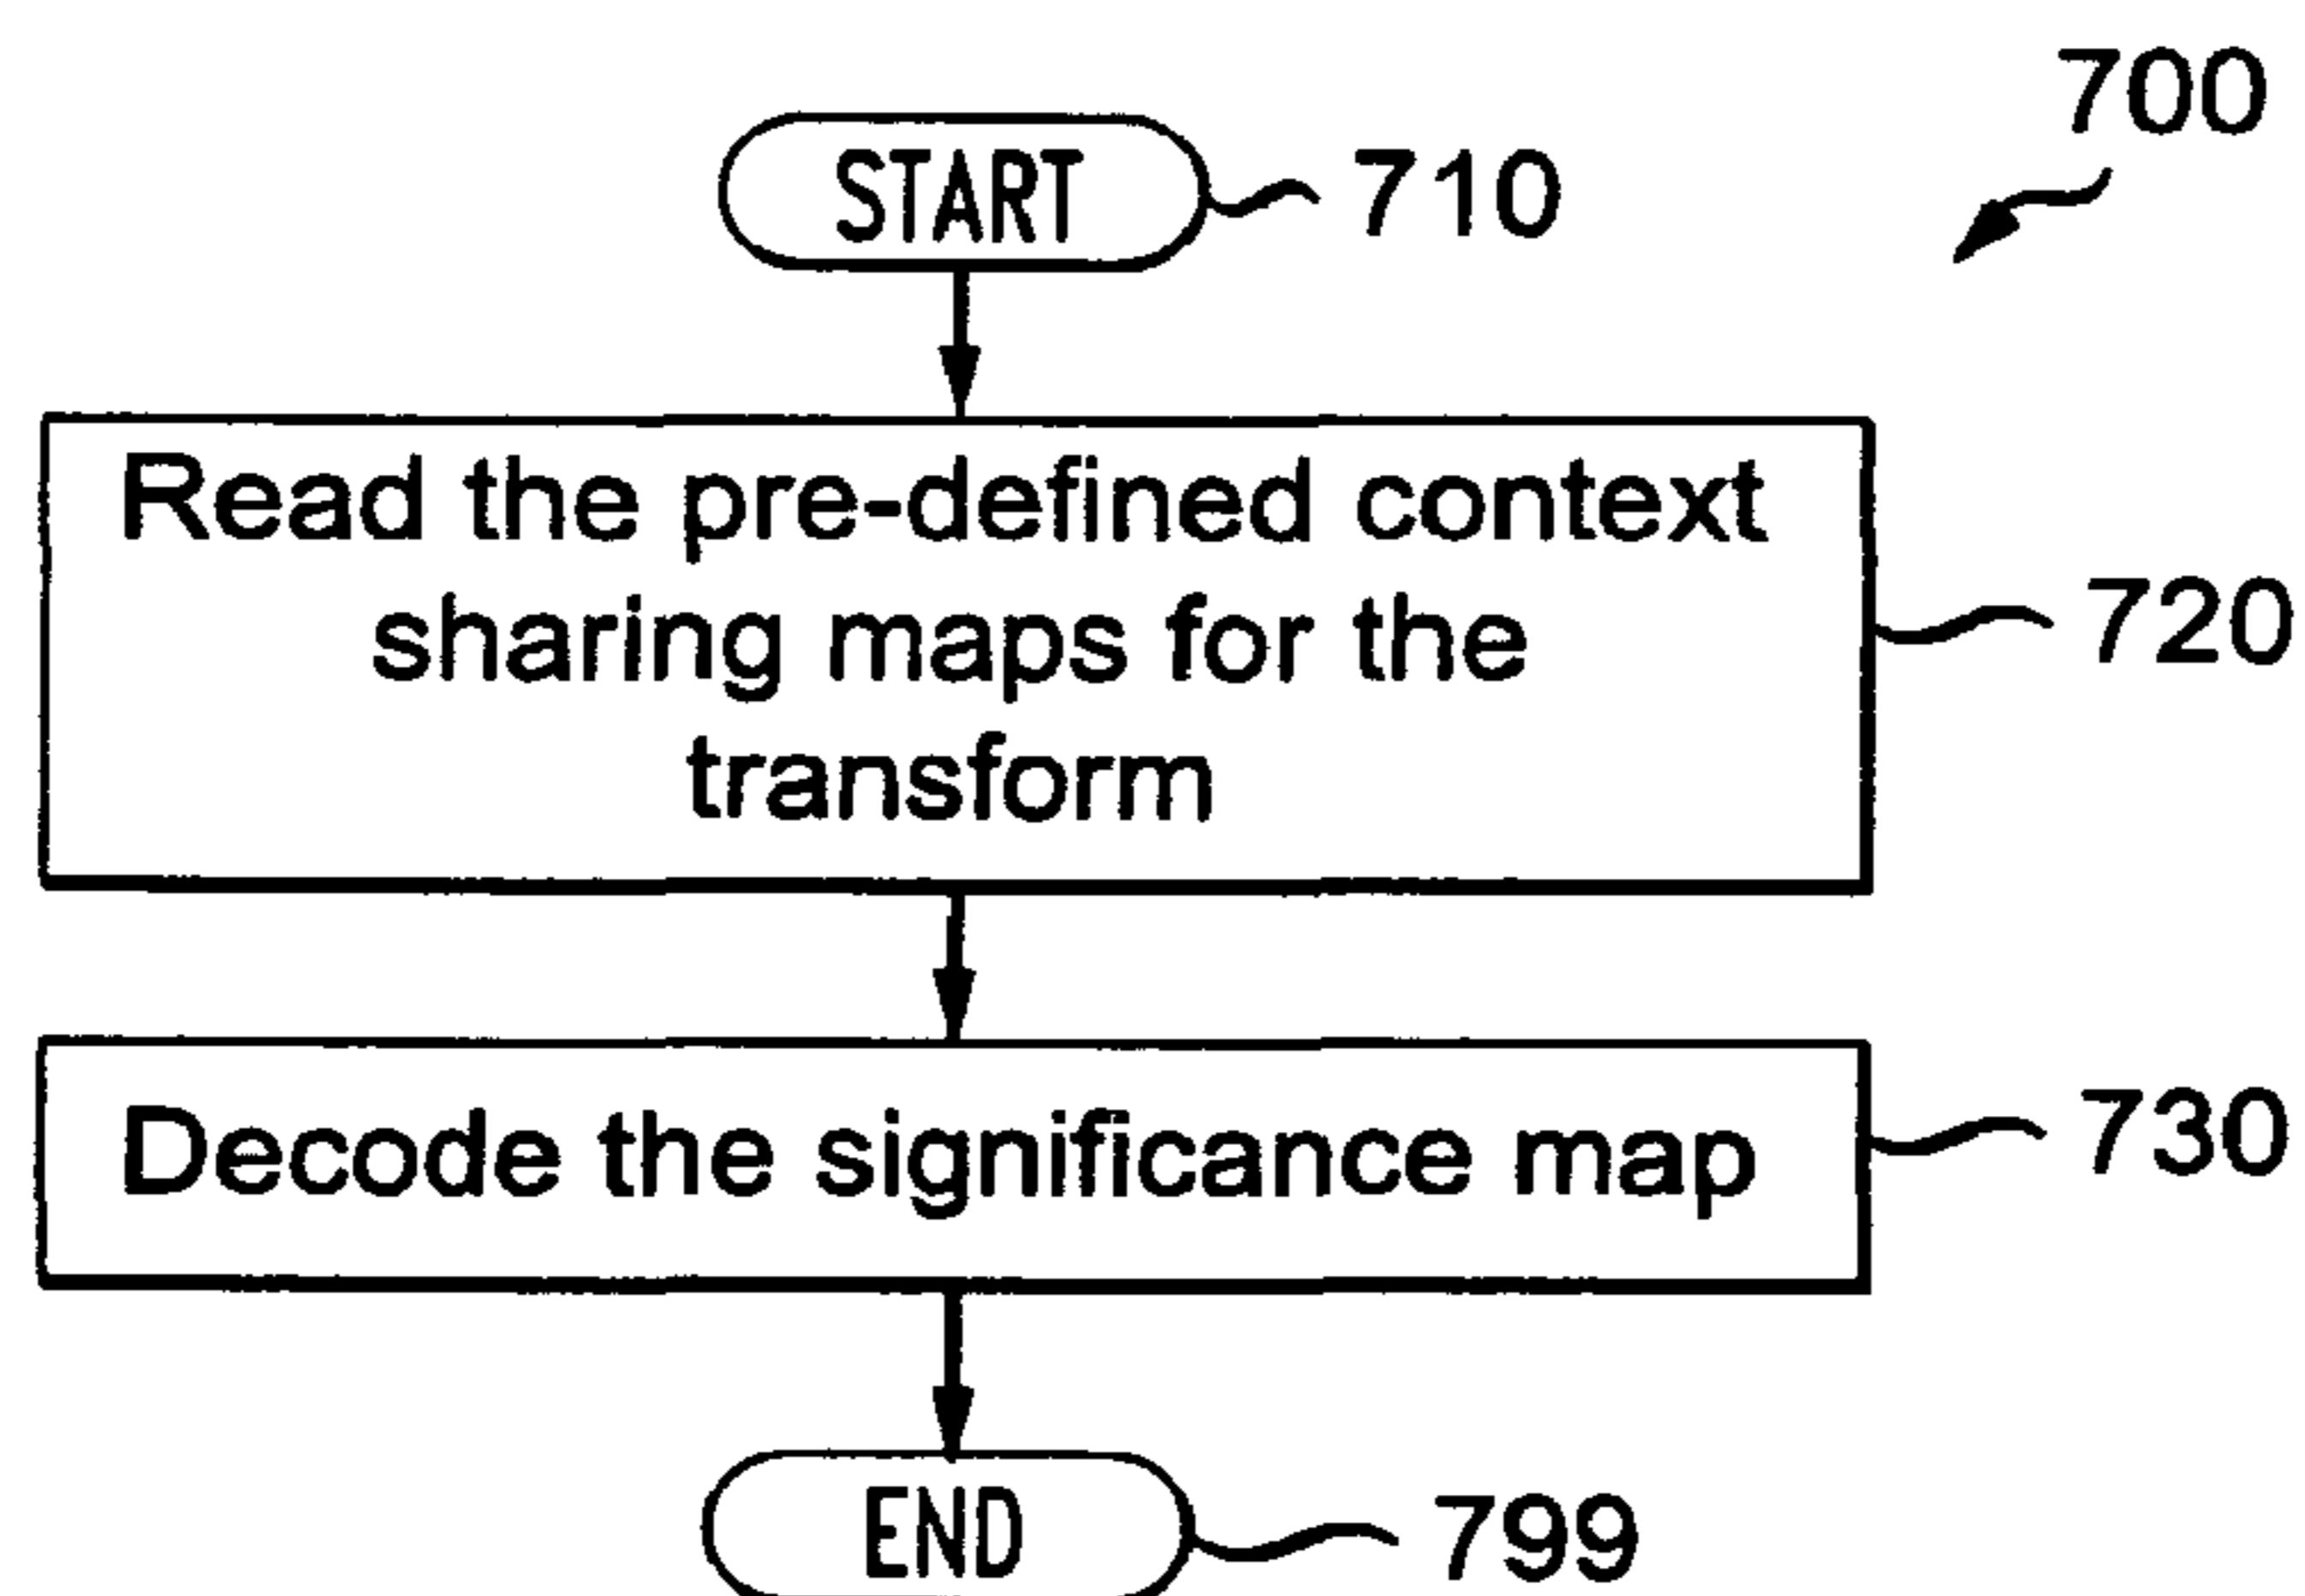 700
START 710
Read the pre-defined context
sharing maps for the
transform
720
Decode the significance map 730
END 799